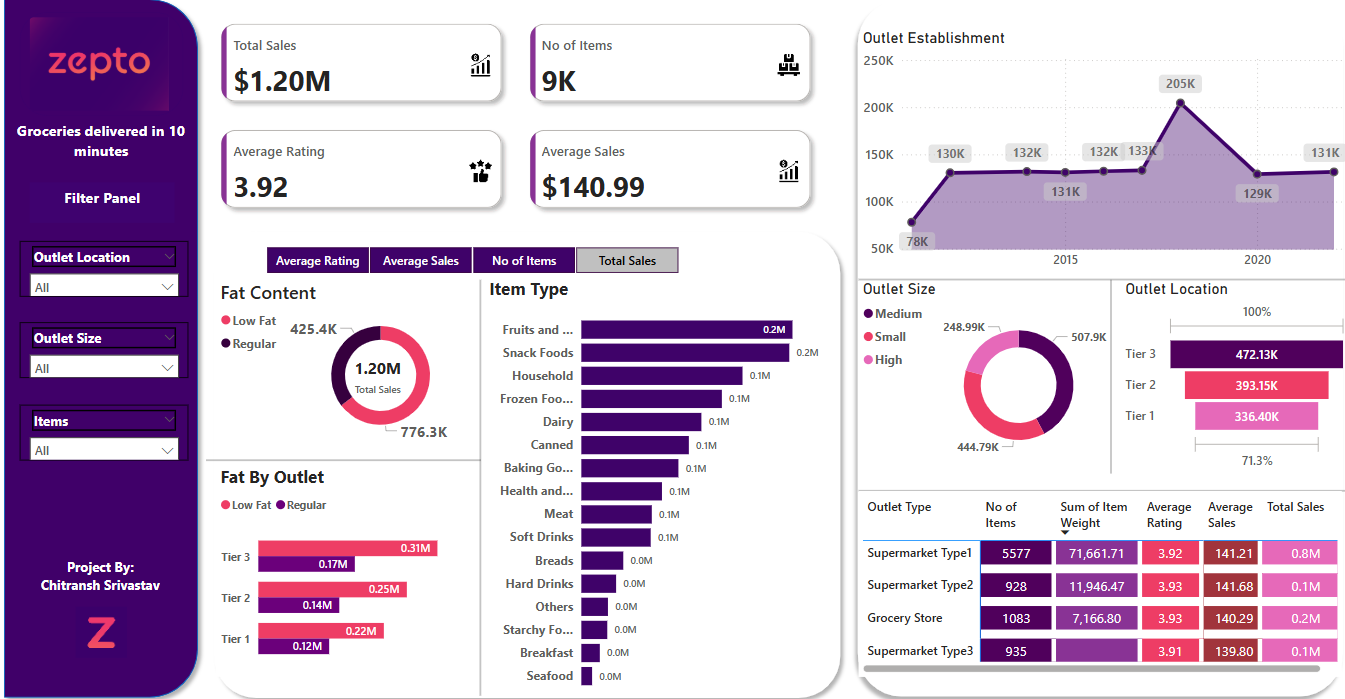 zepto
Groceries delivered in 10
minutes
Filter Panel
Outlet Location
All
Outlet Size
All
Items
All
Project By:
Chitransh Srivastav
Z
Total Sales
$1.20M
No of Items
9K
Average Rating
3.92
Average Sales
$140.99
Average Rating
Average Sales
No of Items
Total Sales
Fat Content
Low Fat
Regular
425.4K
1.20M
Total Sales
776.3K
Fat By Outlet
Low Fat Regular
Tier 3 0.31M
0.17M
Tier 2 0.25M
0.14M
Tier 1 0.22M
0.12M
Item Type
Fruits and ... 0.2M
Snack Foods 0.2M
Household 0.1M
Frozen Foo... 0.1M
Dairy 0.1M
Canned 0.1M
Baking Go... 0.1M
Health and... 0.1M
Meat 0.1M
Soft Drinks 0.1M
Breads 0.0M
Hard Drinks 0.0M
Others 0.0M
Starchy Fo... 0.0M
Breakfast 0.0M
Seafood 0.0M
Outlet Establishment
250K
200K
150K
100K
50K
78K
130K
132K
131K
132K
133K
205K
129K
131K
2015 2020
Outlet Size
Medium
Small
High
248.99K
507.9K
444.79K
Outlet Location
100%
Tier 3 472.13K
Tier 2 393.15K
Tier 1 336.40K
71.3%
Outlet Type No of Items Sum of Item Weight Average Rating Average Sales Total Sales
Supermarket Type1 5577 71,661.71 3.92 141.21 0.8M
Supermarket Type2 928 11,946.47 3.93 141.68 0.1M
Grocery Store 1083 7,166.80 3.93 140.29 0.2M
Supermarket Type3 935 3.91 139.80 0.1M